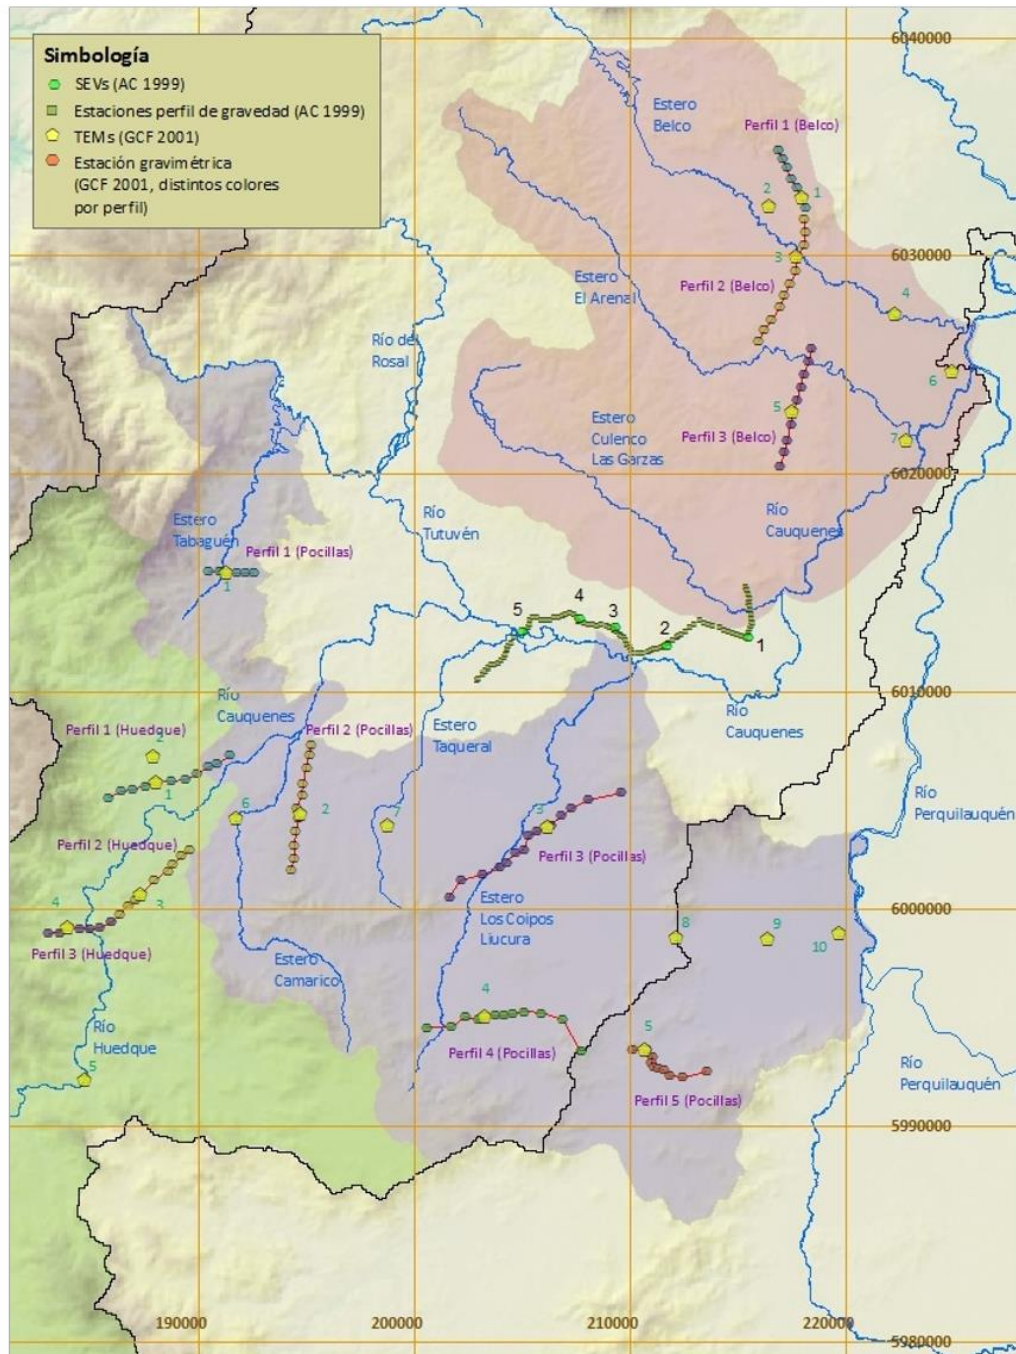 Simbología
SEVs (AC 1999)
Estaciones perfil de gravedad (AC 1999)
TEMs (GCF 2001)
Estación gravimétrica
(GCF 2001, distintos colores
por perfil)
6040000
Estero
Belco
Perfil 1 (Belco)
2
1
6030000
3
Estero
El Arenal
Perfil 2 (Belco)
4
Río del
Rosal
6
5
Estero
Culenco
Las Garzas
Perfil 3 (Belco)
7
6020000
Estero
Tabaguén
Río
Tutuvén
Río
Cauquenes
Perfil 1 (Pocillas)
1
5
4
3
2
1
6010000
Río
Cauquenes
Perfil 1 (Huedque)
2
Perfil 2 (Pocillas)
Estero
Taqueral
Río
Cauquenes
1
Río
Perquilauquén
6
2
7
3
Perfil 2 (Huedque)
Perfil 3 (Pocillas)
4
3
Estero
Los Coipos
Liucura
6000000
8
9
10
Perfil 3 (Huedque)
Estero
Camarico
4
Río
Huedque
Perfil 4 (Pocillas)
5
Río
Perquilauquén
5
Perfil 5 (Pocillas)
5990000
190000
200000
210000
220000
5980000